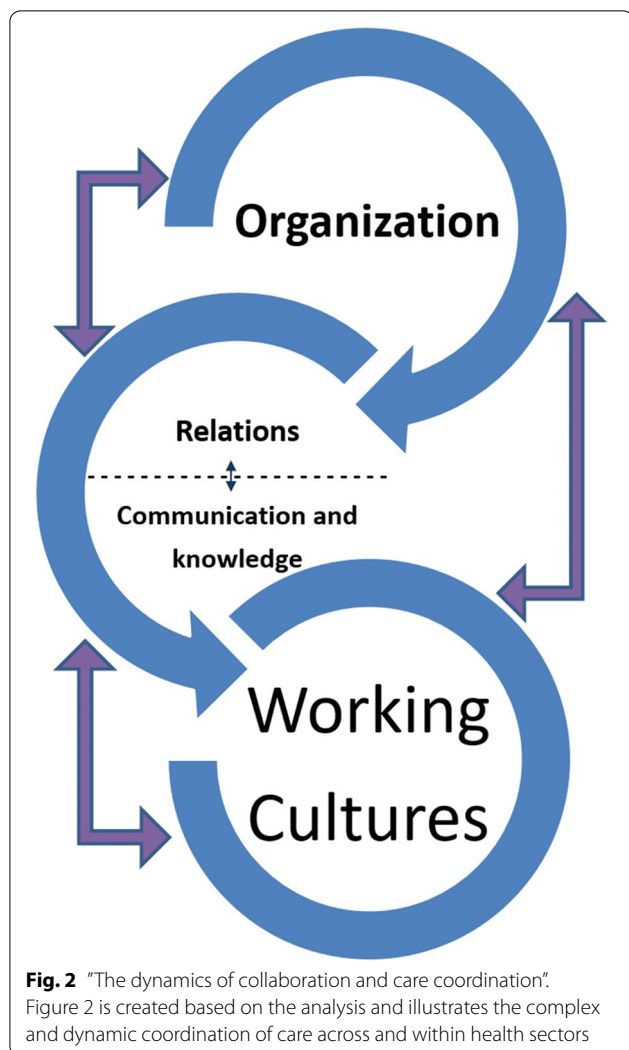 Organization
Relations
Communication and
knowledge
Working
Cultures
Fig. 2 ”The dynamics of collaboration and care coordination”.
Figure 2 is created based on the analysis and illustrates the complex
and dynamic coordination of care across and within health sectors